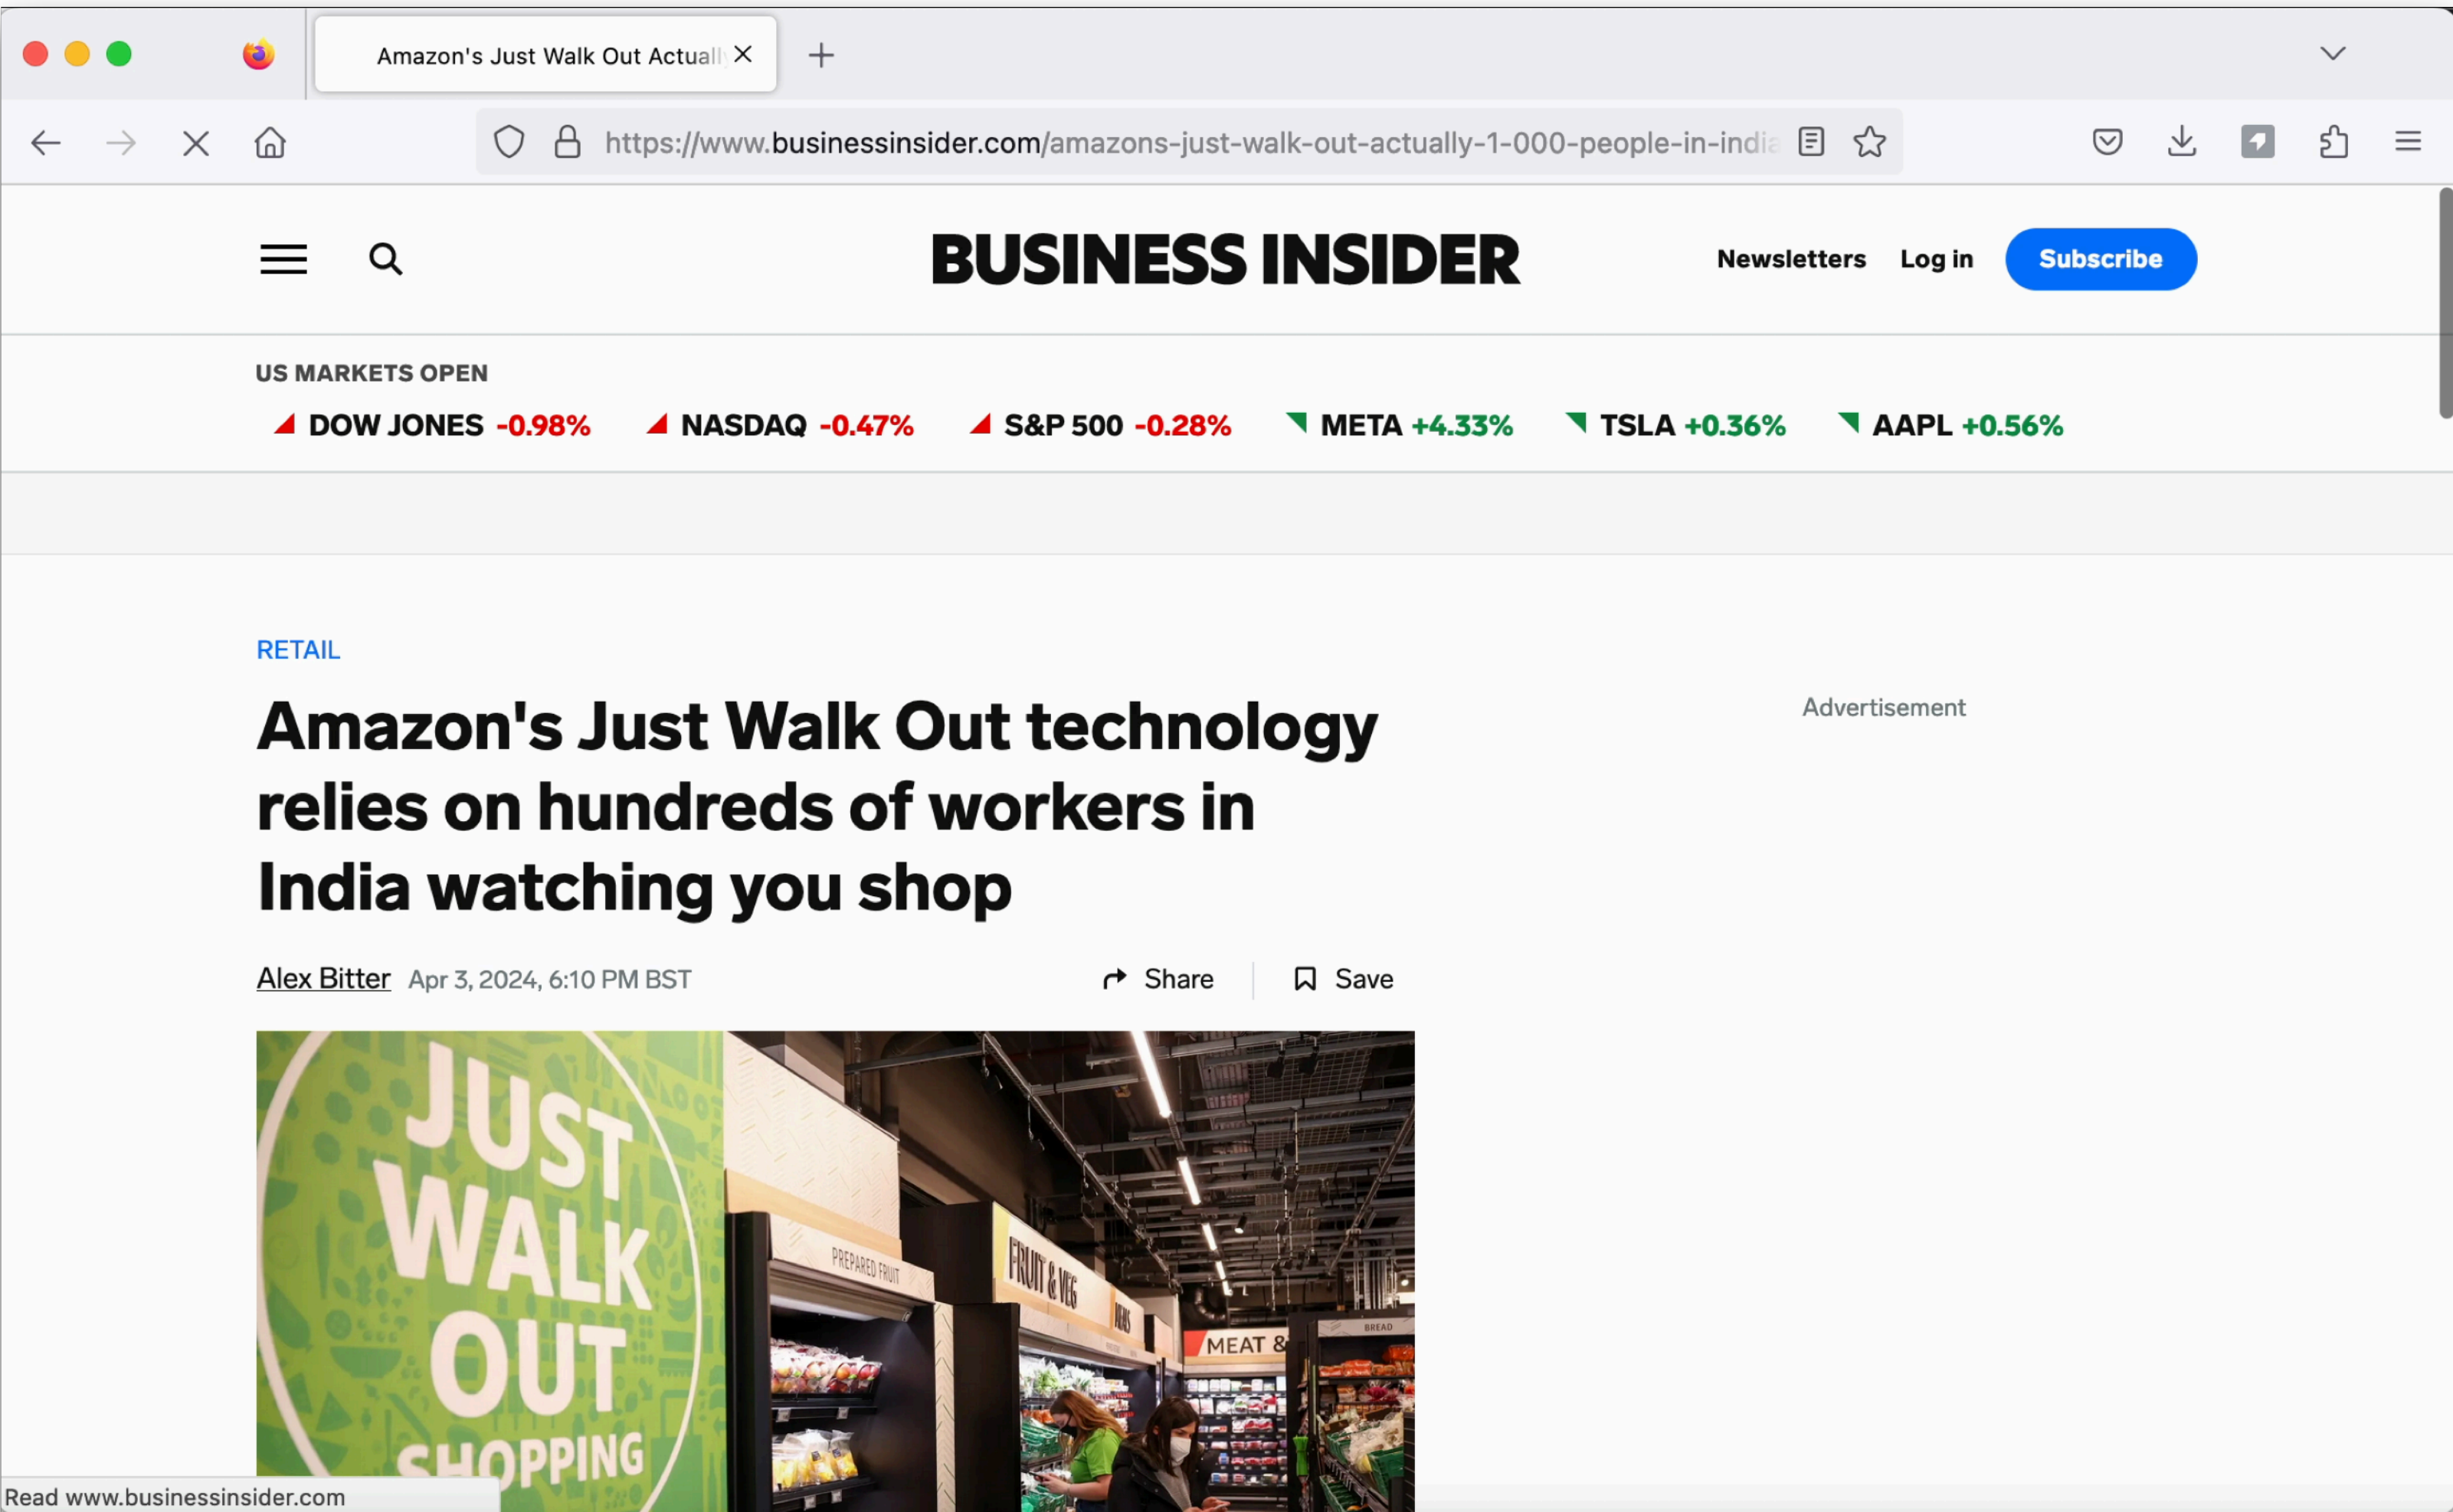 Amazon's Just Walk Out Actuall
https://www.businessinsider.com/amazons-just-walk-out-actually-1-000-people-in-india
BUSINESS INSIDER
Newsletters Log in Subscribe
US MARKETS OPEN
DOW JONES -0.98% NASDAQ -0.47% S&P 500 -0.28% META +4.33% TSLA +0.36% AAPL +0.56%
RETAIL
Amazon's Just Walk Out technology
relies on hundreds of workers in
India watching you shop
Advertisement
Alex Bitter Apr 3, 2024, 6:10 PM BST Share Save
JUST
WALK
OUT
SHOPPING
PREPARED FRUIT
FRUIT & VEG
MEALS
MEAT &
BREAD
Read www.businessinsider.com